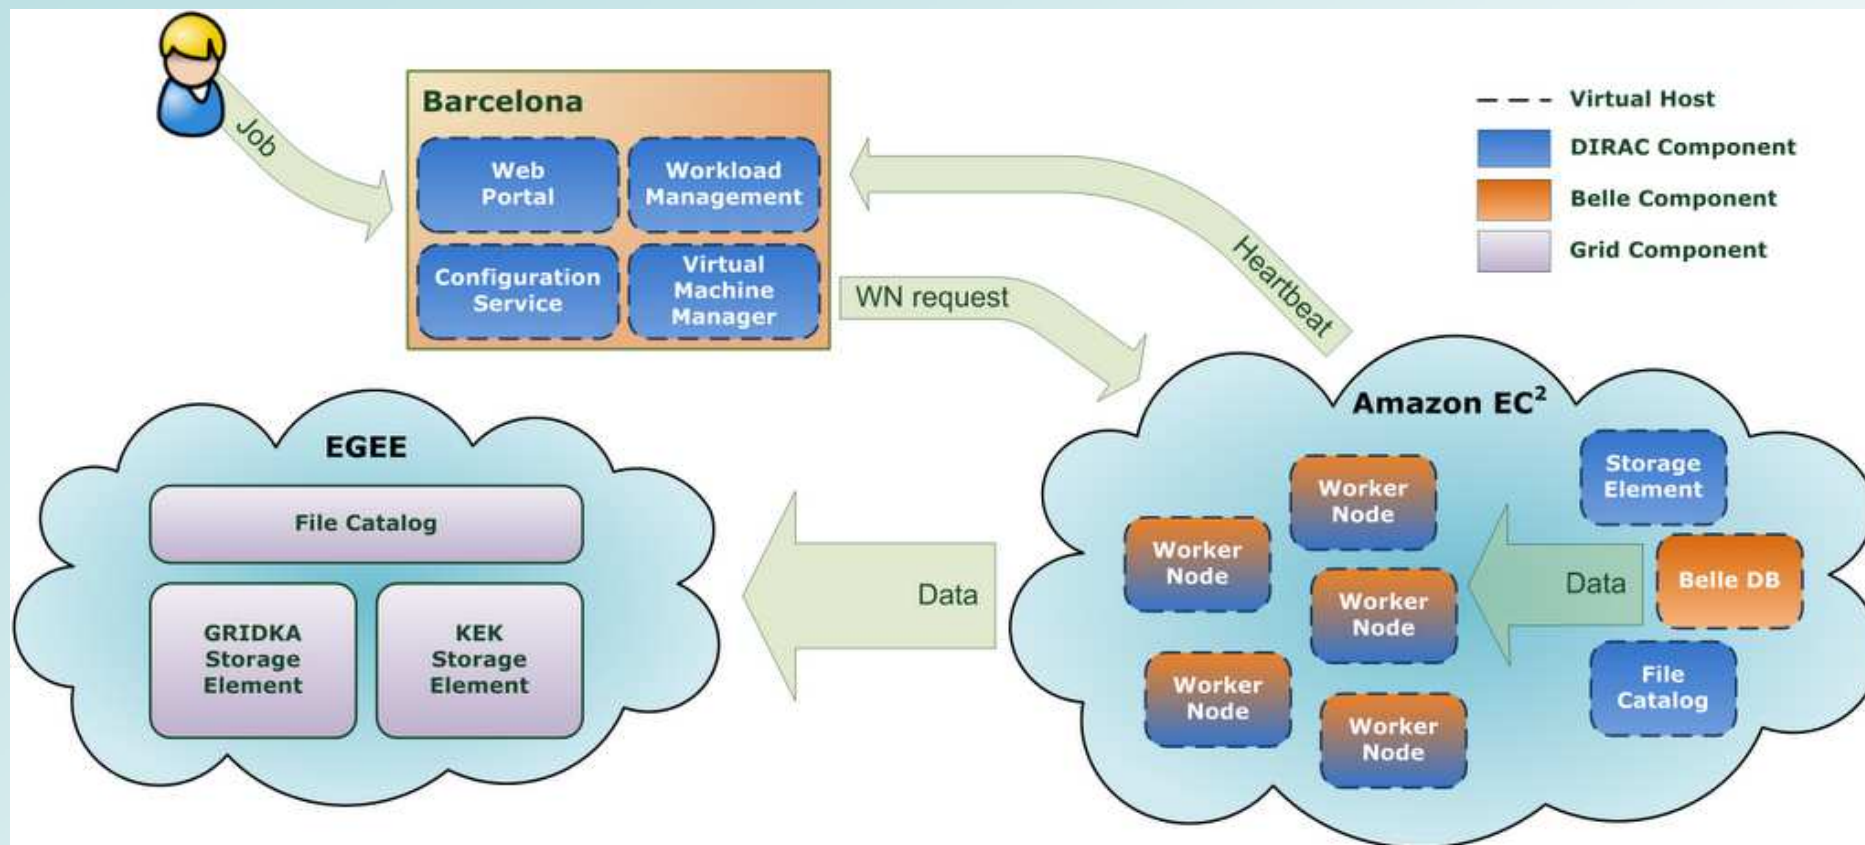 Job
Barcelona
Web
Portal
Workload
Management
Configuration
Service
Virtual
Machine
Manager
Heartbeat
WN request
Virtual Host
DIRAC Component
Belle Component
Grid Component
EGEE
File Catalog
GRIDKA
Storage
Element
KEK
Storage
Element
Data
Amazon EC²
Worker
Node
Worker
Node
Worker
Node
Worker
Node
Worker
Node
Data
Storage
Element
Belle DB
File
Catalog